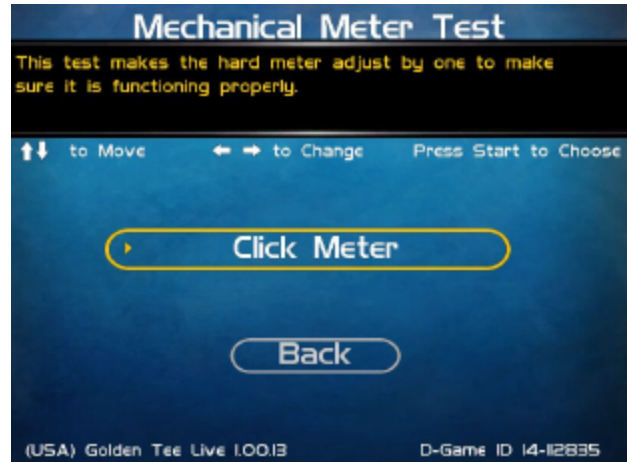 Mechanical Meter Test
This test makes the hard meter adjust by one to make
sure it is functioning properly.
to Move to Change Press Start to Choose
Click Meter
Back
(USA) Golden Tee Live 1.00.13 D-Game ID 14-112835